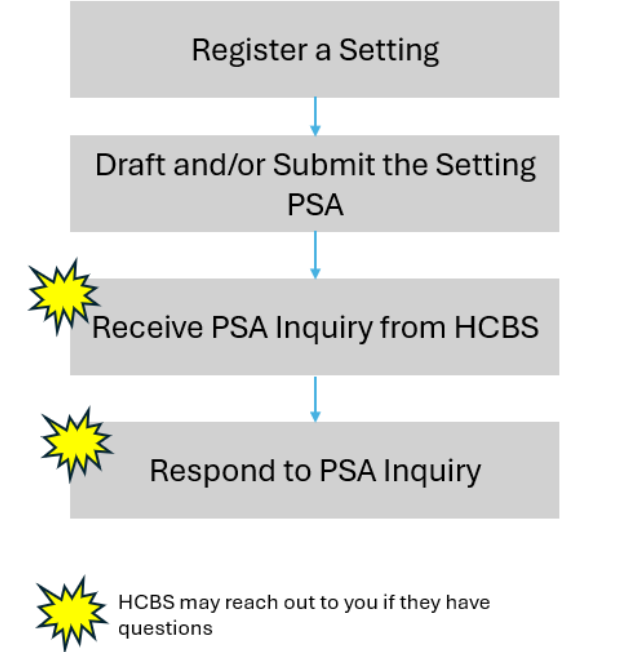 Register a Setting
Draft and/or Submit the Setting
PSA
Receive PSA Inquiry from HCBS
Respond to PSA Inquiry
HCBS may reach out to you if they have
questions